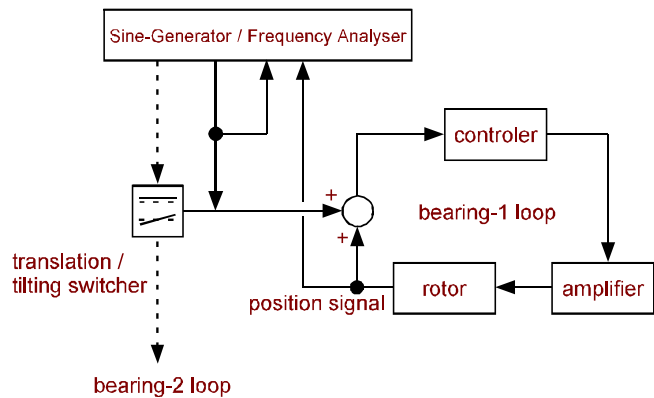 Sine-Generator / Frequency Analyser
controler
+
bearing-1 loop
+
translation /
tilting switcher
position signal
rotor
amplifier
bearing-2 loop